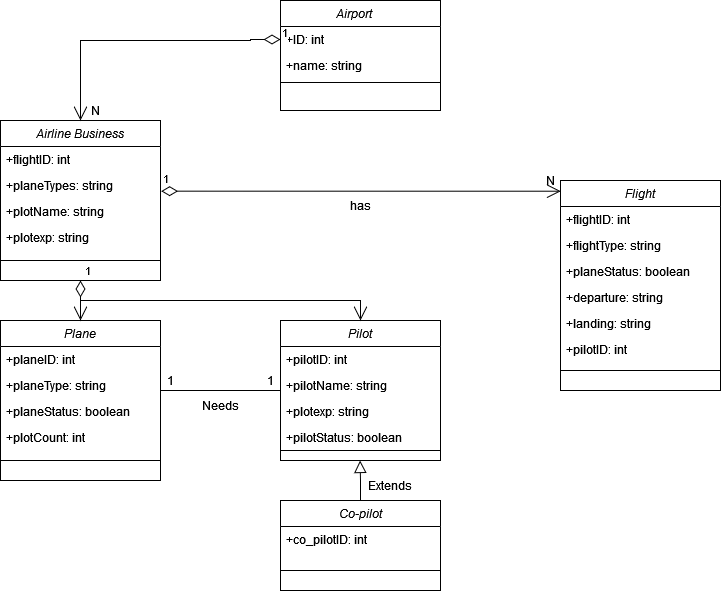 Airport
1
+ID: int
+name: string
N
Airline Business
+flightID: int
+planeTypes: string
+plotName: string
+plotexp: string
1
1
has
N
Flight
+flightID: int
+flightType: string
+planeStatus: boolean
+departure: string
+landing: string
+pilotID: int
Plane
+planeID: int
+planeType: string
+planeStatus: boolean
+plotCount: int
1
Needs
1
Pilot
+pilotID: int
+pilotName: string
+plotexp: string
+pilotStatus: boolean
Extends
Co-pilot
+co_pilotID: int